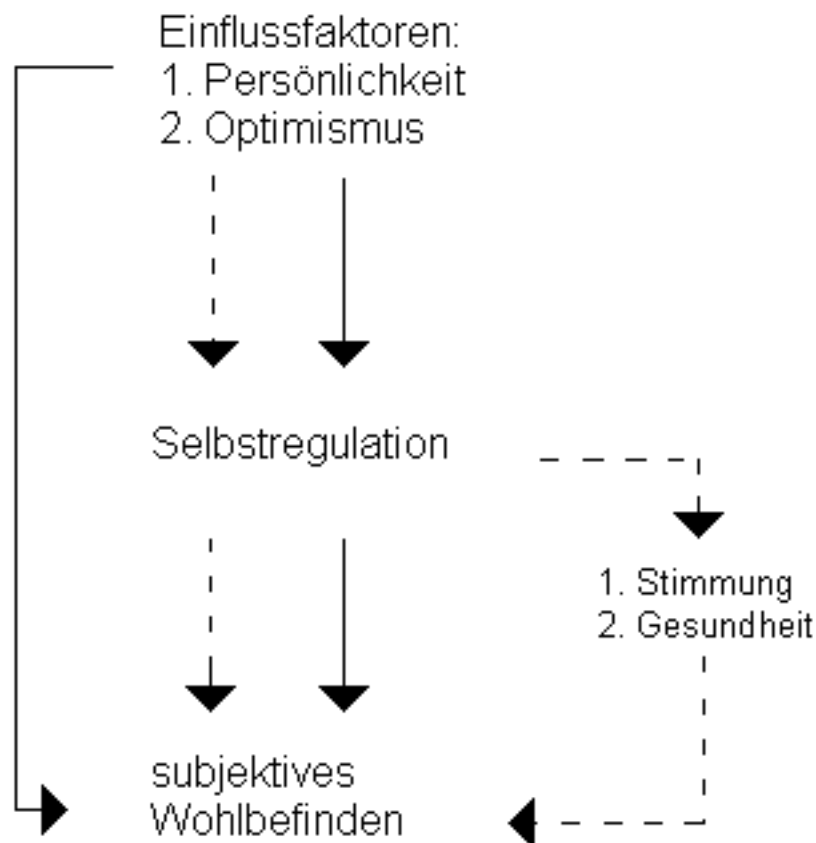 Einflussfaktoren:
1. Persönlichkeit
2. Optimismus
Selbstregulation
1. Stimmung
2. Gesundheit
subjektives
Wohlbefinden